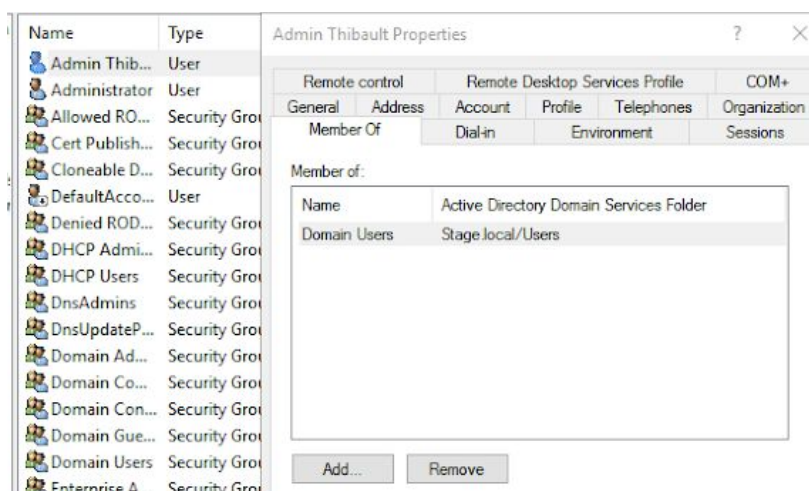 Name Type
Admin Thib... User
Administrator User
Allowed RO... Security Grou
Cert Publish... Security Grou
Cloneable D... Security Grou
DefaultAcco... User
Denied ROD... Security Grou
DHCP Admi... Security Grou
DHCP Users Security Grou
DnsAdmins Security Grou
DnsUpdateP... Security Grou
Domain Ad... Security Grou
Domain Co... Security Grou
Domain Con... Security Grou
Domain Gue... Security Grou
Domain Users Security Grou
Enterprise A... Security Grou
Admin Thibault Properties ? ×
Remote control Remote Desktop Services Profile COM+
General Address Account Profile Telephones Organization
Member Of Dial-in Environment Sessions
Member of:
Name Active Directory Domain Services Folder
Domain Users Stage.local/Users
Add... Remove